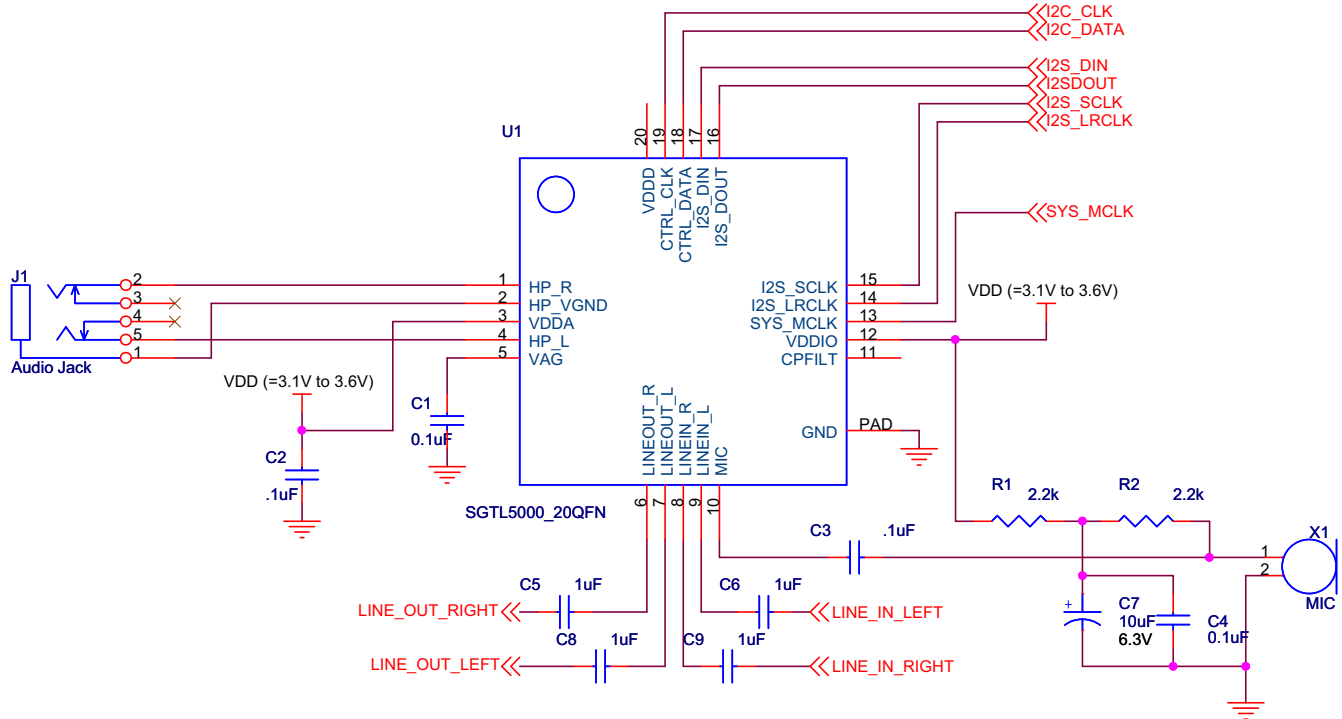 I2C_CLK
I2C_DATA
I2S_DIN
I2SDOUT
I2S_SCLK
I2S_LRCLK
U1
20
19
18
17
16
VDDD
CTRL_CLK
CTRL_DATA
I2S_DIN
I2S_DOUT
SYS_MCLK
J1
2
3
4
5
1
Audio Jack
1
2
3
4
5
HP_R
HP_VGND
VDDA
HP_L
VAG
I2S_SCLK
I2S_LRCLK
SYS_MCLK
VDDIO
CPFILT
15
14
13
12
11
VDD (=3.1V to 3.6V)
VDD (=3.1V to 3.6V)
C1
0.1uF
C2
.1uF
LINEOUT_R
LINEOUT_L
LINEIN_R
LINEIN_L
MIC
GND
PAD
SGTL5000_20QFN
6
7
8
9
10
R1
2.2k
R2
2.2k
C3
.1uF
X1
1
2
MIC
C5
1uF
C6
1uF
LINE_OUT_RIGHT
LINE_IN_LEFT
C7
10uF
6.3V
C4
0.1uF
C8
1uF
C9
1uF
LINE_OUT_LEFT
LINE_IN_RIGHT
+